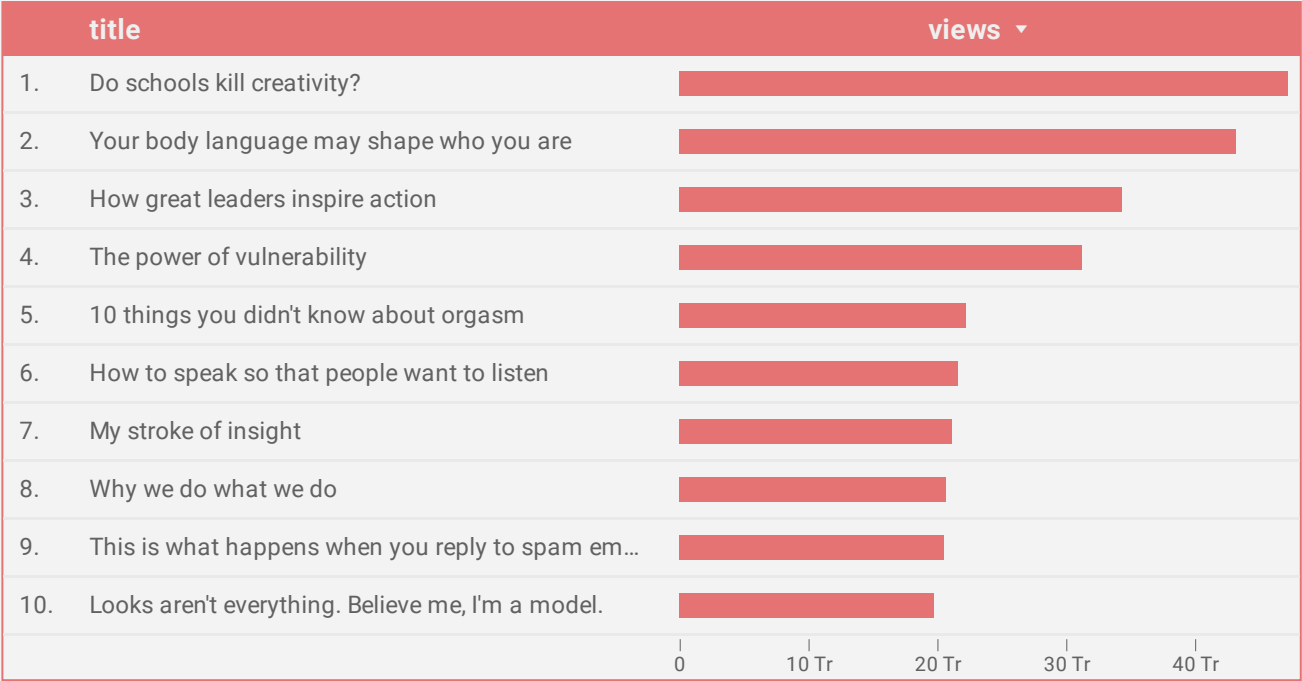 title views
1. Do schools kill creativity?
2. Your body language may shape who you are
3. How great leaders inspire action
4. The power of vulnerability
5. 10 things you didn't know about orgasm
6. How to speak so that people want to listen
7. My stroke of insight
8. Why we do what we do
9. This is what happens when you reply to spam em...
10. Looks aren't everything. Believe me, I'm a model.
0 10 Tr 20 Tr 30 Tr 40 Tr